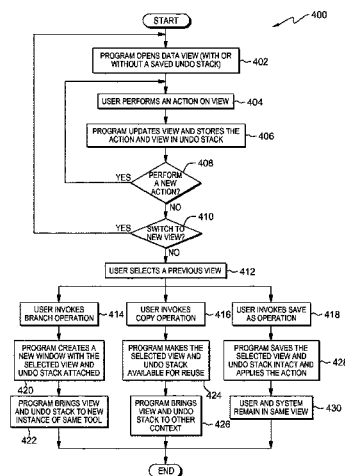 START
400
PROGRAM OPENS DATA VIEW (WITH OR
WITHOUT A SAVED UNDO STACK)
402
USER PERFORMS AN ACTION ON VIEW
404
PROGRAM UPDATES VIEW AND STORES THE
ACTION AND VIEW IN UNDO STACK
406
408
YES
PERFORM
A NEW
ACTION?
NO
410
YES
SWITCH TO
NEW VIEW?
NO
USER SELECTS A PREVIOUS VIEW
412
USER INVOKES
BRANCH OPERATION
414
USER INVOKES
COPY OPERATION
416
USER INVOKES SAVE
AS OPERATION
418
PROGRAM CREATES A
NEW WINDOW WITH THE
SELECTED VIEW AND
UNDO STACK ATTACHED
420
PROGRAM MAKES THE
SELECTED VIEW AND
UNDO STACK
AVAILABLE FOR REUSE
424
PROGRAM SAVES THE
SELECTED VIEW AND
UNDO STACK INTACT AND
APPLIES THE ACTION
428
PROGRAM BRINGS VIEW
AND UNDO STACK TO NEW
INSTANCE OF SAME TOOL
422
PROGRAM BRINGS
VIEW AND UNDO
STACK TO OTHER
CONTEXT
426
USER AND SYSTEM
REMAIN IN SAME VIEW
430
END